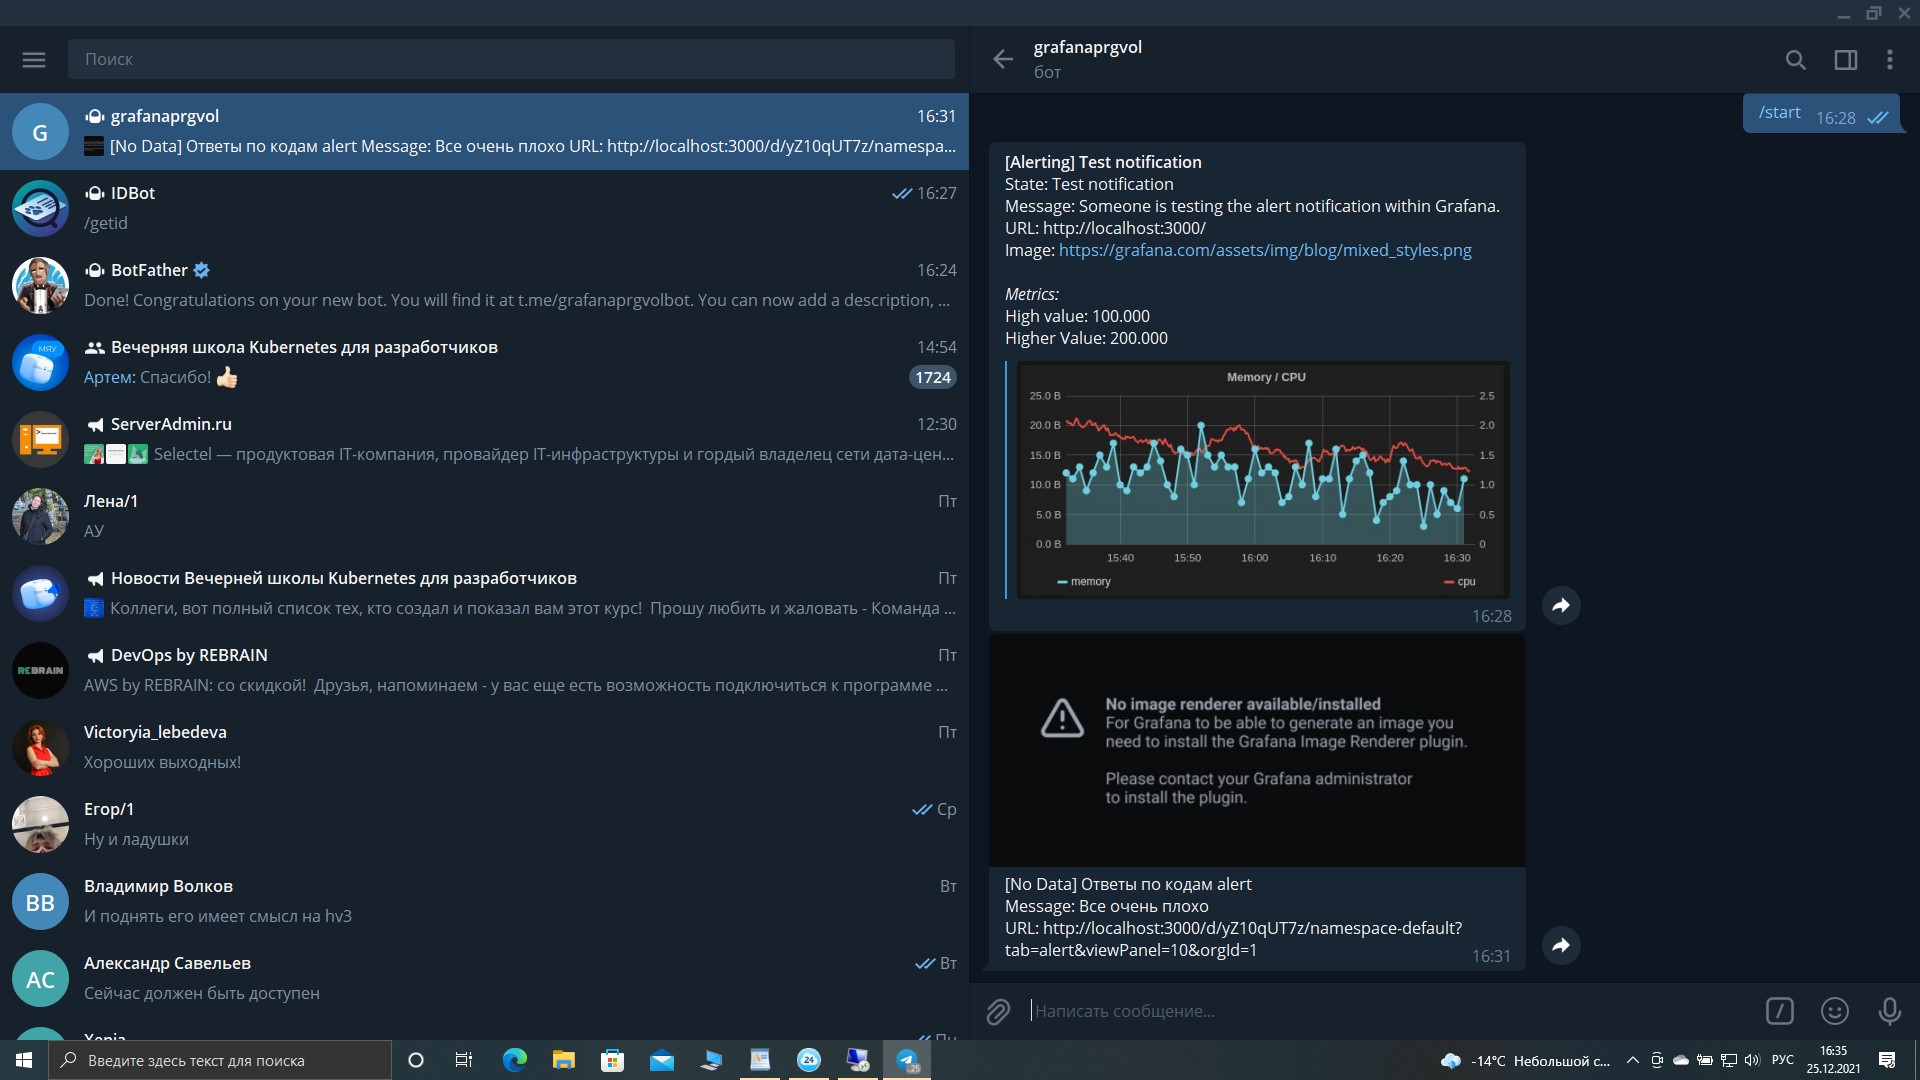 Поиск
G
grafanaprgvol
16:31
[No Data] Ответы по кодам alert Message: Все очень плохо URL: http://localhost:3000/d/yZ10qUT7z/namespa...
IDBot
16:27
/getid
BotFather
16:24
Done! Congratulations on your new bot. You will find it at t.me/grafanaprgvolbot. You can now add a description, ...
МЯУ
Вечерняя школа Kubernetes для разработчиков
14:54
Артем: Спасибо! 👍🏻
1724
ServerAdmin.ru
12:30
Selectel — продуктовая IT-компания, провайдер IT-инфраструктуры и гордый владелец сети дата-цен...
Лена/1
Пт
АУ
Новости Вечерней школы Kubernetes для разработчиков
Пт
Коллеги, вот полный список тех, кто создал и показал вам этот курс!  Прошу любить и жаловать - Команда ...
REBRAIN
DevOps by REBRAIN
Пт
AWS by REBRAIN: со скидкой!  Друзья, напоминаем - у вас еще есть возможность подключиться к программе ...
Victoryia_lebedeva
Пт
Хороших выходных!
Егор/1
Ср
Ну и ладушки
ВВ
Владимир Волков
Вт
И поднять его имеет смысл на hv3
АС
Александр Савельев
Вт
Сейчас должен быть доступен
Xenia
Пн
grafanaprgvol
бот
/start 16:28
[Alerting] Test notification
State: Test notification
Message: Someone is testing the alert notification within Grafana.
URL: http://localhost:3000/
Image: https://grafana.com/assets/img/blog/mixed_styles.png
Metrics:
High value: 100.000
Higher Value: 200.000
Memory / CPU
25.0 B 2.5
20.0 B 2.0
15.0 B 1.5
10.0 B 1.0
5.0 B 0.5
0.0 B 0
15:40 15:50 16:00 16:10 16:20 16:30
memory cpu
16:28
No image renderer available/installed
For Grafana to be able to generate an image you
need to install the Grafana Image Renderer plugin.
Please contact your Grafana administrator
to install the plugin.
[No Data] Ответы по кодам alert
Message: Все очень плохо
URL: http://localhost:3000/d/yZ10qUT7z/namespace-default?
tab=alert&viewPanel=10&orgId=1
16:31
Написать сообщение...
Введите здесь текст для поиска
24
..25
-14°C Небольшой с...
РУС
16:35
25.12.2021